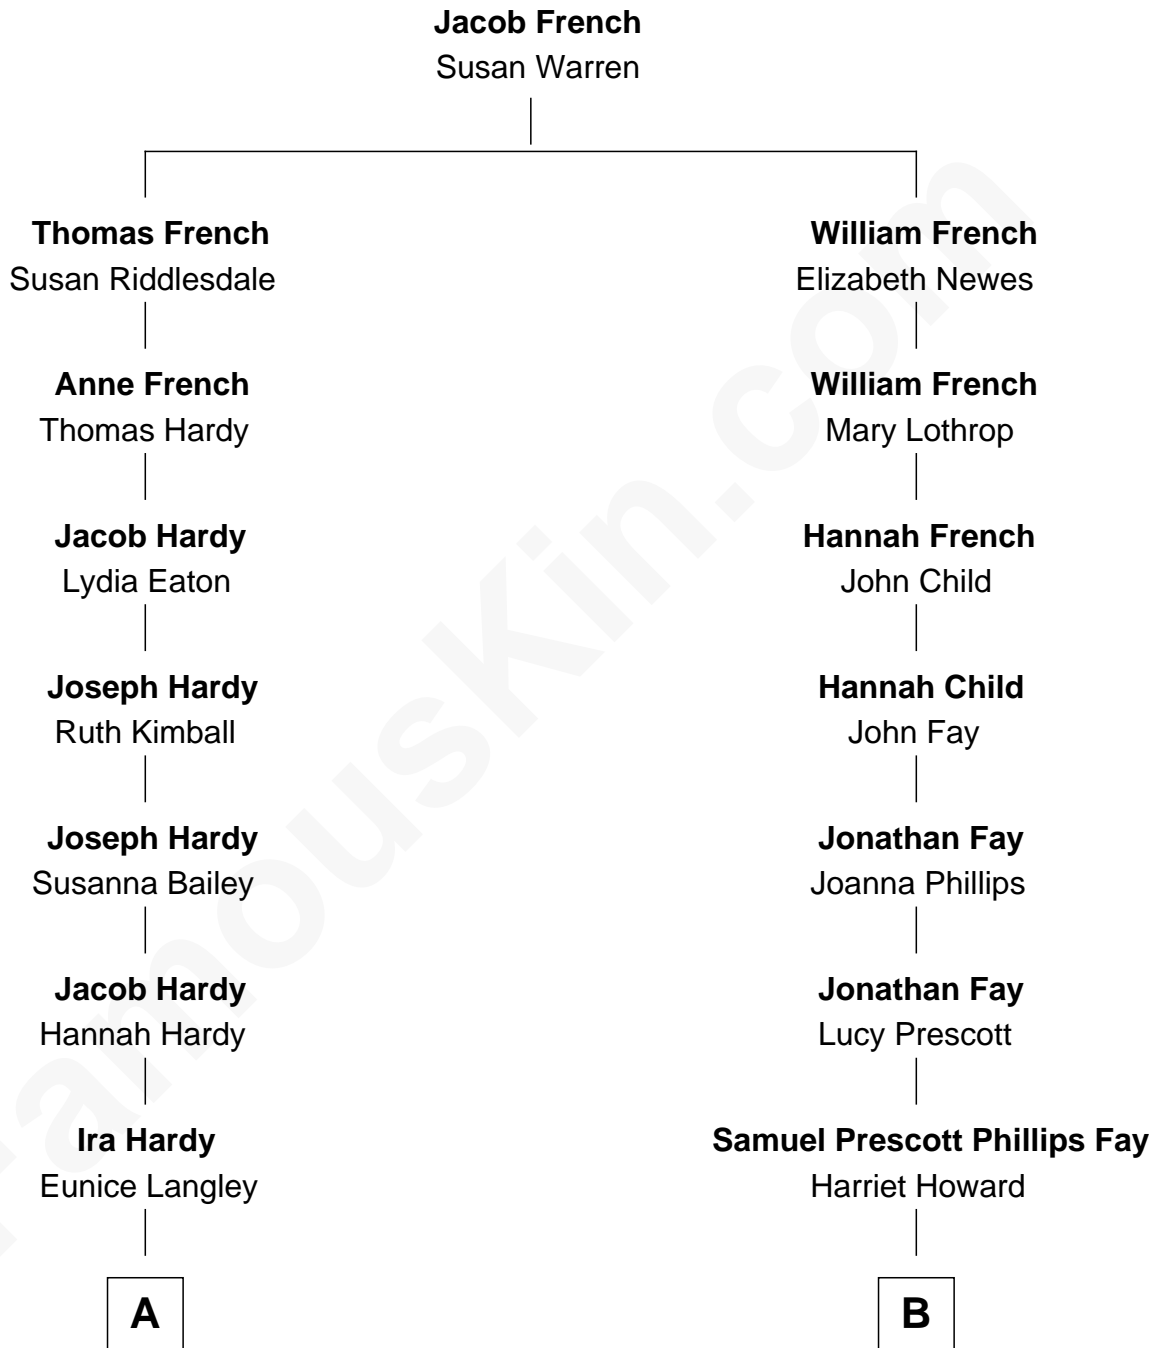 Jacob French
Susan Warren
Thomas French
Susan Riddlesdale
Anne French
Thomas Hardy
Jacob Hardy
Lydia Eaton
Joseph Hardy
Ruth Kimball
Joseph Hardy
Susanna Bailey
Jacob Hardy
Hannah Hardy
Ira Hardy
Eunice Langley
A
William French
Elizabeth Newes
William French
Mary Lothrop
Hannah French
John Child
Hannah Child
John Fay
Jonathan Fay
Joanna Phillips
Jonathan Fay
Lucy Prescott
Samuel Prescott Phillips Fay
Harriet Howard
B
FamousKin.com